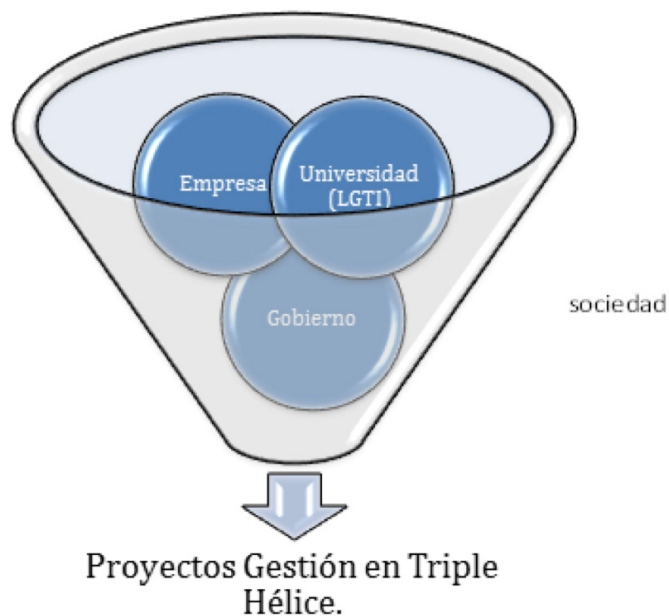 Empresa
Universidad
(LGTI)
Gobierno
sociedad
Proyectos Gestión en Triple
Hélice.